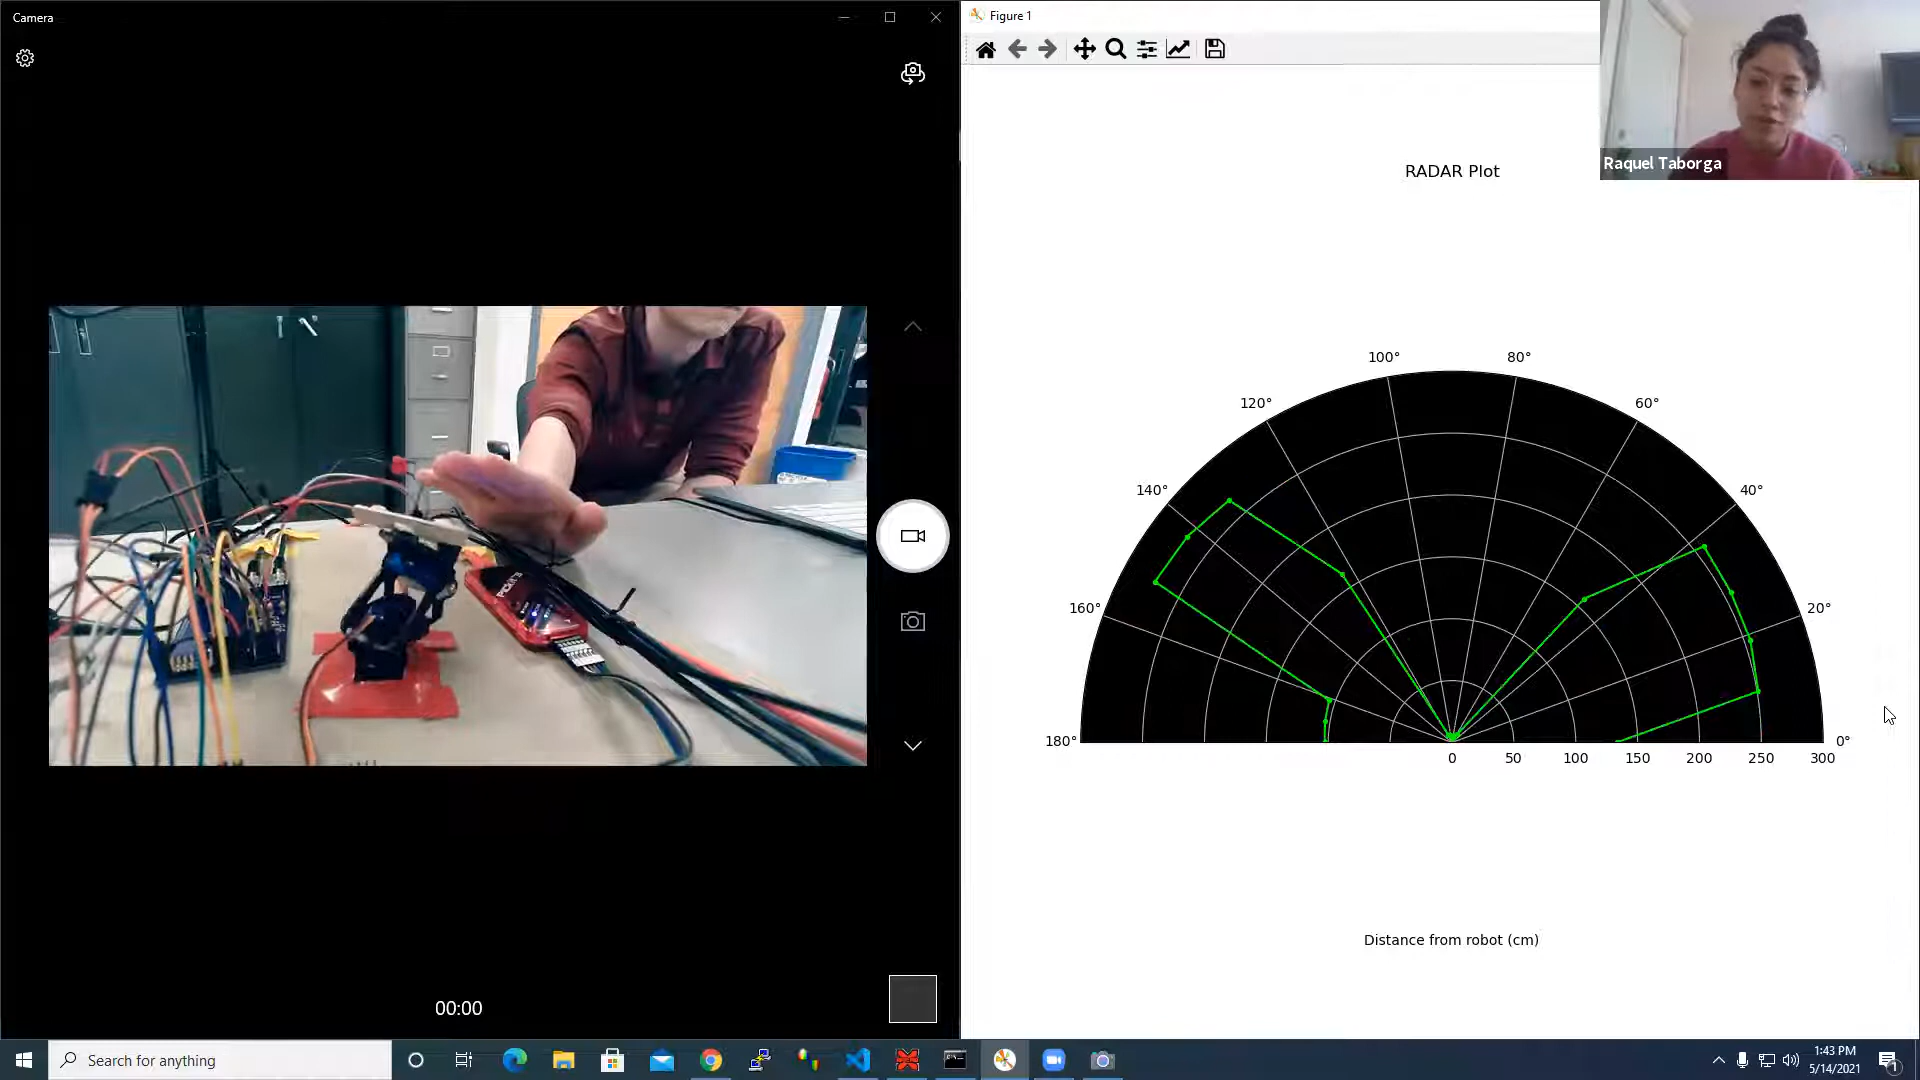 Camera
00:00
Figure 1
Raquel Taborga
RADAR Plot
100°
80°
120°
60°
140°
40°
160°
20°
180°
0°
0
50
100
150
200
250
300
Distance from robot (cm)
Search for anything
1:43 PM
5/14/2021
1